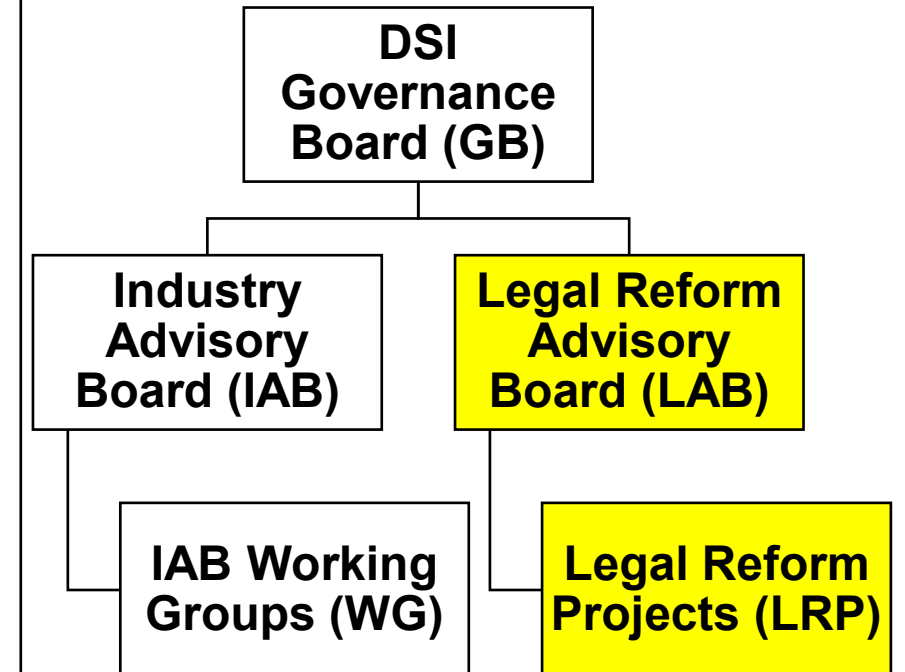 DSI
Governance
Board (GB)
Industry
Advisory
Board (IAB)
Legal Reform
Advisory
Board (LAB)
IAB Working
Groups (WG)
Legal Reform
Projects (LRP)